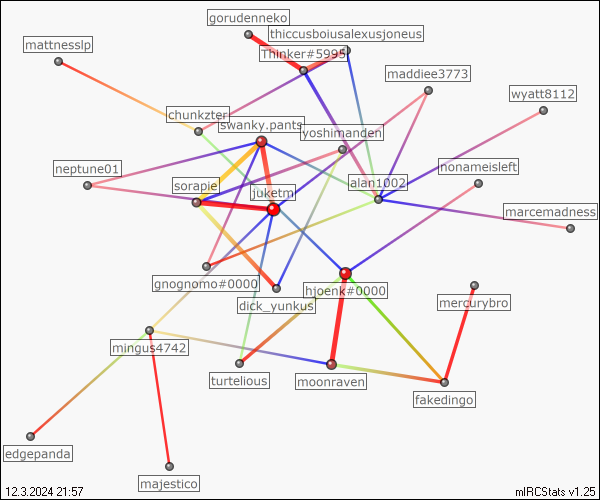 gorudenneko
thiccusboiusalexusjoneus
mattnesslp
Thinker#5995
maddiee3773
wyatt8112
chunkzter
swanky.pants
yoshimanden
neptune01
nonameisleft
sorapie
juketm
alan1002
marcemadness
gnognomo#0000
hjoenk#0000
dick_yunkus
mercurybro
mingus4742
turtelious
moonraven
fakedingo
edgepanda
majestico
12.3.2024 21:57
mIRCStats v1.25